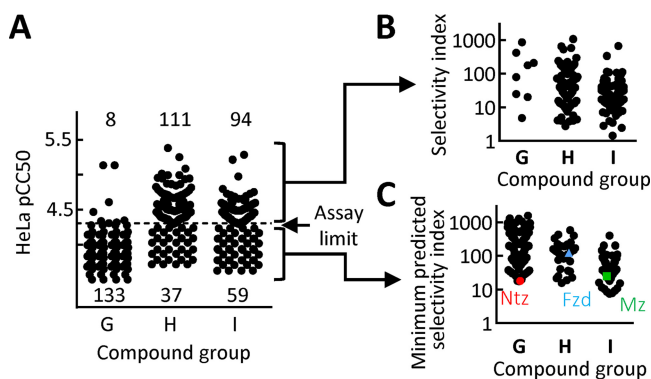 A
8 111 94
5.5
4.5
HeLa pCC50
Assay
limit
133 37 59
G H I
Compound group
B
1000
100
10
1
Selectivity index
G H I
Compound group
C
1000
100
10
1
Minimum predicted
selectivity index
Ntz Fzd Mz
G H I
Compound group